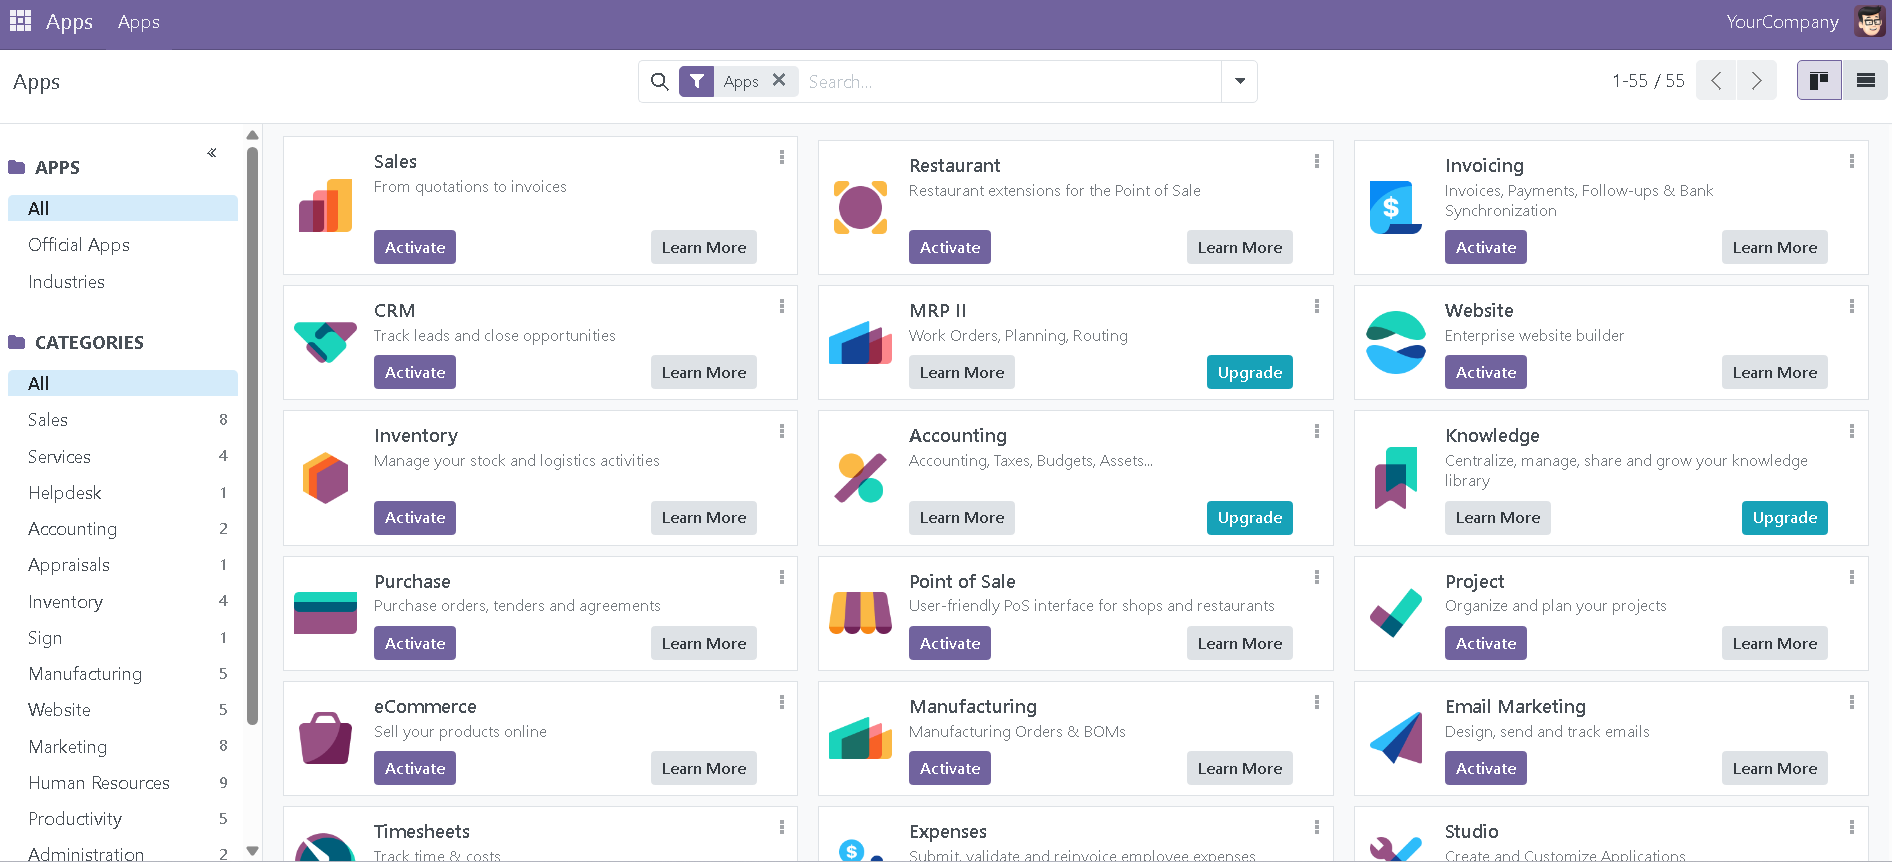 Apps Apps YourCompany
Apps
Apps Search... 1-55 / 55
APPS
All
Official Apps
Industries
CATEGORIES
All
Sales 8
Services 4
Helpdesk 1
Accounting 2
Appraisals 1
Inventory 4
Sign 1
Manufacturing 5
Website 5
Marketing 8
Human Resources 9
Productivity 5
Administration 2
Sales
From quotations to invoices
Activate Learn More
Restaurant
Restaurant extensions for the Point of Sale
Activate Learn More
Invoicing
Invoices, Payments, Follow-ups & Bank
Synchronization
Activate Learn More
CRM
Track leads and close opportunities
Activate Learn More
MRP II
Work Orders, Planning, Routing
Learn More Upgrade
Website
Enterprise website builder
Activate Learn More
Inventory
Manage your stock and logistics activities
Activate Learn More
Accounting
Accounting, Taxes, Budgets, Assets...
Learn More Upgrade
Knowledge
Centralize, manage, share and grow your knowledge
library
Learn More Upgrade
Purchase
Purchase orders, tenders and agreements
Activate Learn More
Point of Sale
User-friendly PoS interface for shops and restaurants
Activate Learn More
Project
Organize and plan your projects
Activate Learn More
eCommerce
Sell your products online
Activate Learn More
Manufacturing
Manufacturing Orders & BOMs
Activate Learn More
Email Marketing
Design, send and track emails
Activate Learn More
Timesheets
Track time & costs
Expenses
Submit, validate and reinvoice employee expenses
Studio
Create and Customize Applications